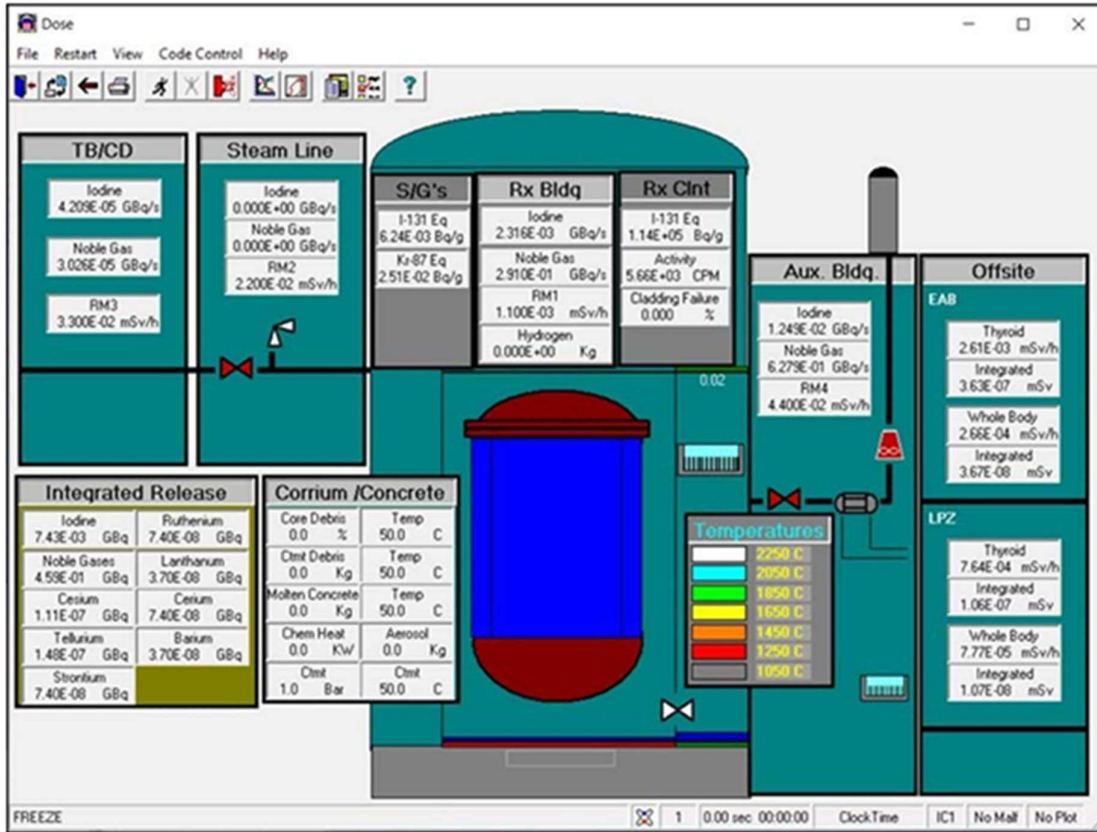 Dose
File Restart View Code Control Help
TB/CD
Iodine
4.209E-05 GBq/s
Noble Gas
3.026E-05 GBq/s
RM3
3.300E-02 mSv/h
Steam Line
Iodine
0.000E+00 GBq/s
Noble Gas
0.000E+00 GBq/s
RM2
2.200E-02 mSv/h
S/G's
I-131 Eq
6.24E-03 Bq/g
Kr-87 Eq
2.51E-02 Bq/g
Rx Bldg
Iodine
2.316E-03 GBq/s
Noble Gas
2.910E-01 GBq/s
RM1
1.100E-03 mSv/h
Hydrogen
0.000E+00 Kg
Rx Clnt
I-131 Eq
1.14E+05 Bq/g
Activity
5.66E+03 CPM
Cladding Failure
0.000 %
0.02
Aux. Bldg.
Iodine
1.249E-02 GBq/s
Noble Gas
6.279E-01 GBq/s
RM4
4.400E-02 mSv/h
Offsite
EAB
Thyroid
2.61E-03 mSv/h
Integrated
3.63E-07 mSv
Whole Body
2.66E-04 mSv/h
Integrated
3.67E-08 mSv
LPZ
Thyroid
7.64E-04 mSv/h
Integrated
1.06E-07 mSv
Whole Body
7.77E-05 mSv/h
Integrated
1.07E-08 mSv
Integrated Release
Iodine Ruthenium
7.43E-03 GBq 7.40E-08 GBq
Noble Gases Lanthanum
4.59E-01 GBq 3.70E-08 GBq
Cesium Cerium
1.11E-07 GBq 7.40E-08 GBq
Tellurium Barium
1.48E-07 GBq 3.70E-08 GBq
Strontium
7.40E-08 GBq
Corrium /Concrete
Core Debris Temp
0.0 % 50.0 C
Ctmt Debris Temp
0.0 Kg 50.0 C
Molten Concrete Temp
0.0 Kg 50.0 C
Chem Heat Aerosol
0.0 KW 0.0 Kg
Ctmt Ctmt
1.0 Bar 50.0 C
Temperatures
2250 C
2050 C
1850 C
1650 C
1450 C
1250 C
1050 C
FREEZE 1 0.00 sec 00:00:00 ClockTime IC1 No Malf No Plot